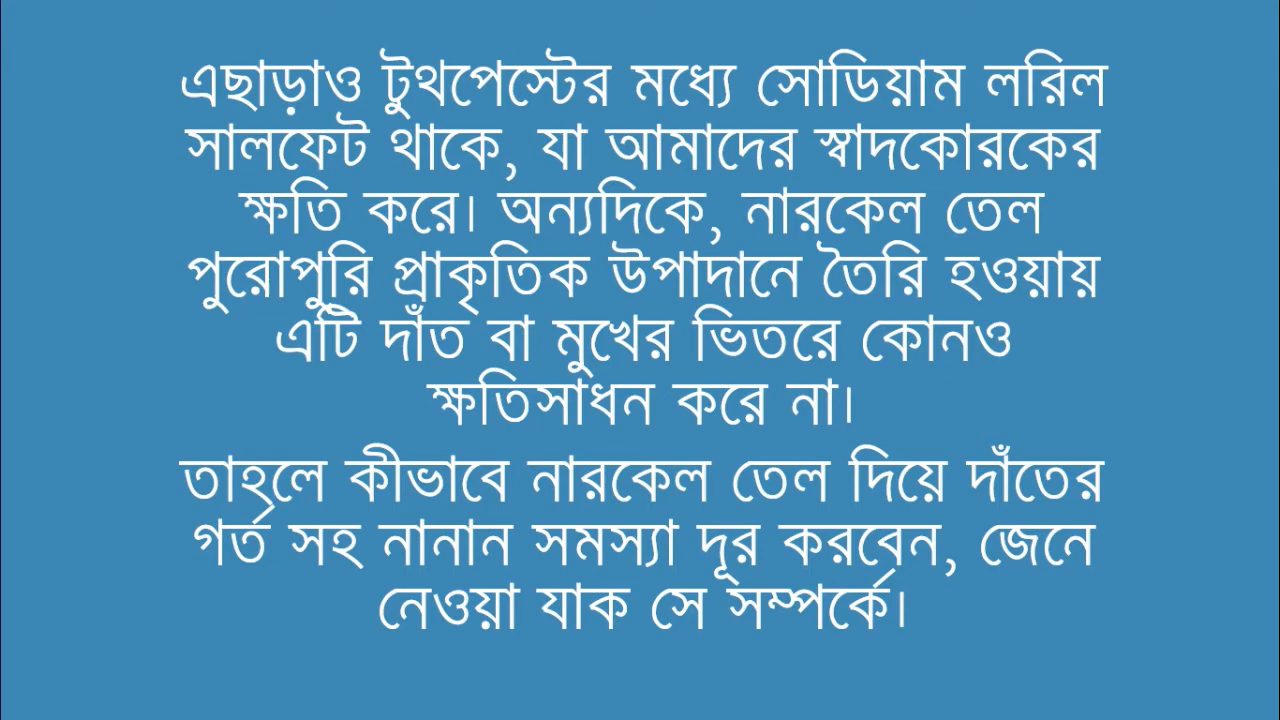 এছাড়াও টুথপেস্টের মধ্যে সোডিয়াম লরিল
সালফেট থাকে, যা আমাদের স্বাদকোরকের
ক্ষতি করে। অন্যদিকে, নারকেল তেল
পুরোপুরি প্রাকৃতিক উপাদানে তৈরি হওয়ায়
এটি দাঁত বা মুখের ভিতরে কোনও
ক্ষতিসাধন করে না।
তাহলে কীভাবে নারকেল তেল দিয়ে দাঁতের
গর্ত সহ নানান সমস্যা দূর করবেন, জেনে
নেওয়া যাক সে সম্পর্কে।